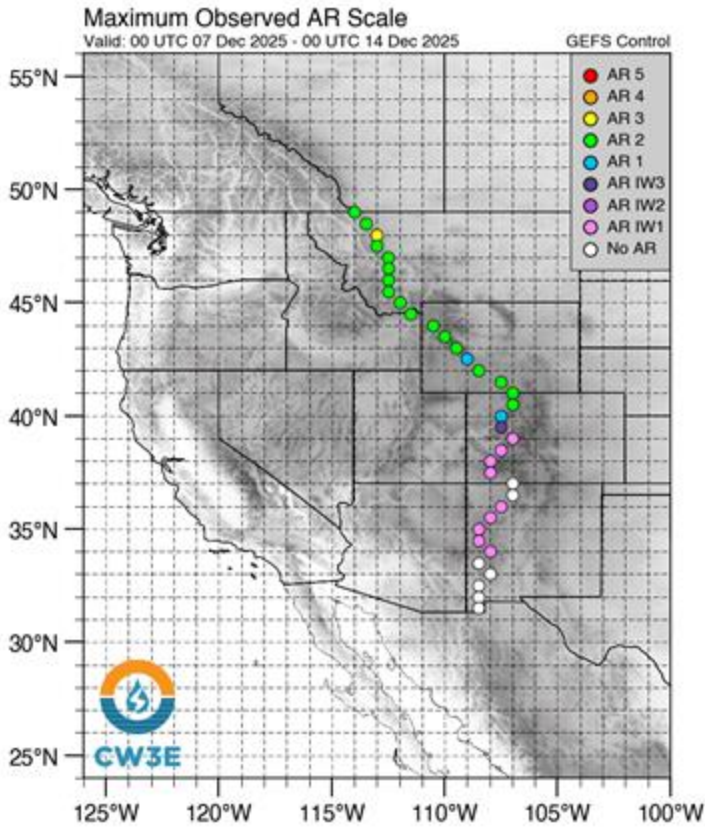 Maximum Observed AR Scale
Valid: 00 UTC 07 Dec 2025 - 00 UTC 14 Dec 2025 GEFS Control
AR 5
AR 4
AR 3
AR 2
AR 1
AR IW3
AR IW2
AR IW1
No AR
55°N
50°N
45°N
40°N
35°N
30°N
25°N
CW3E
125°W 120°W 115°W 110°W 105°W 100°W